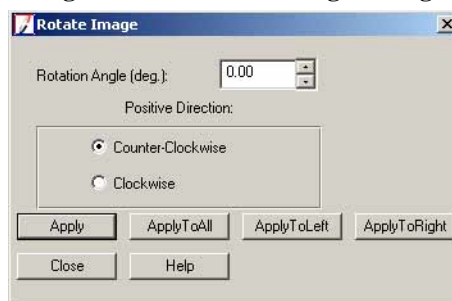 Rotate Image
Rotation Angle (deg.): 0.00
Positive Direction:
Counter-Clockwise
Clockwise
Apply ApplyToAll ApplyToLeft ApplyToRight
Close Help